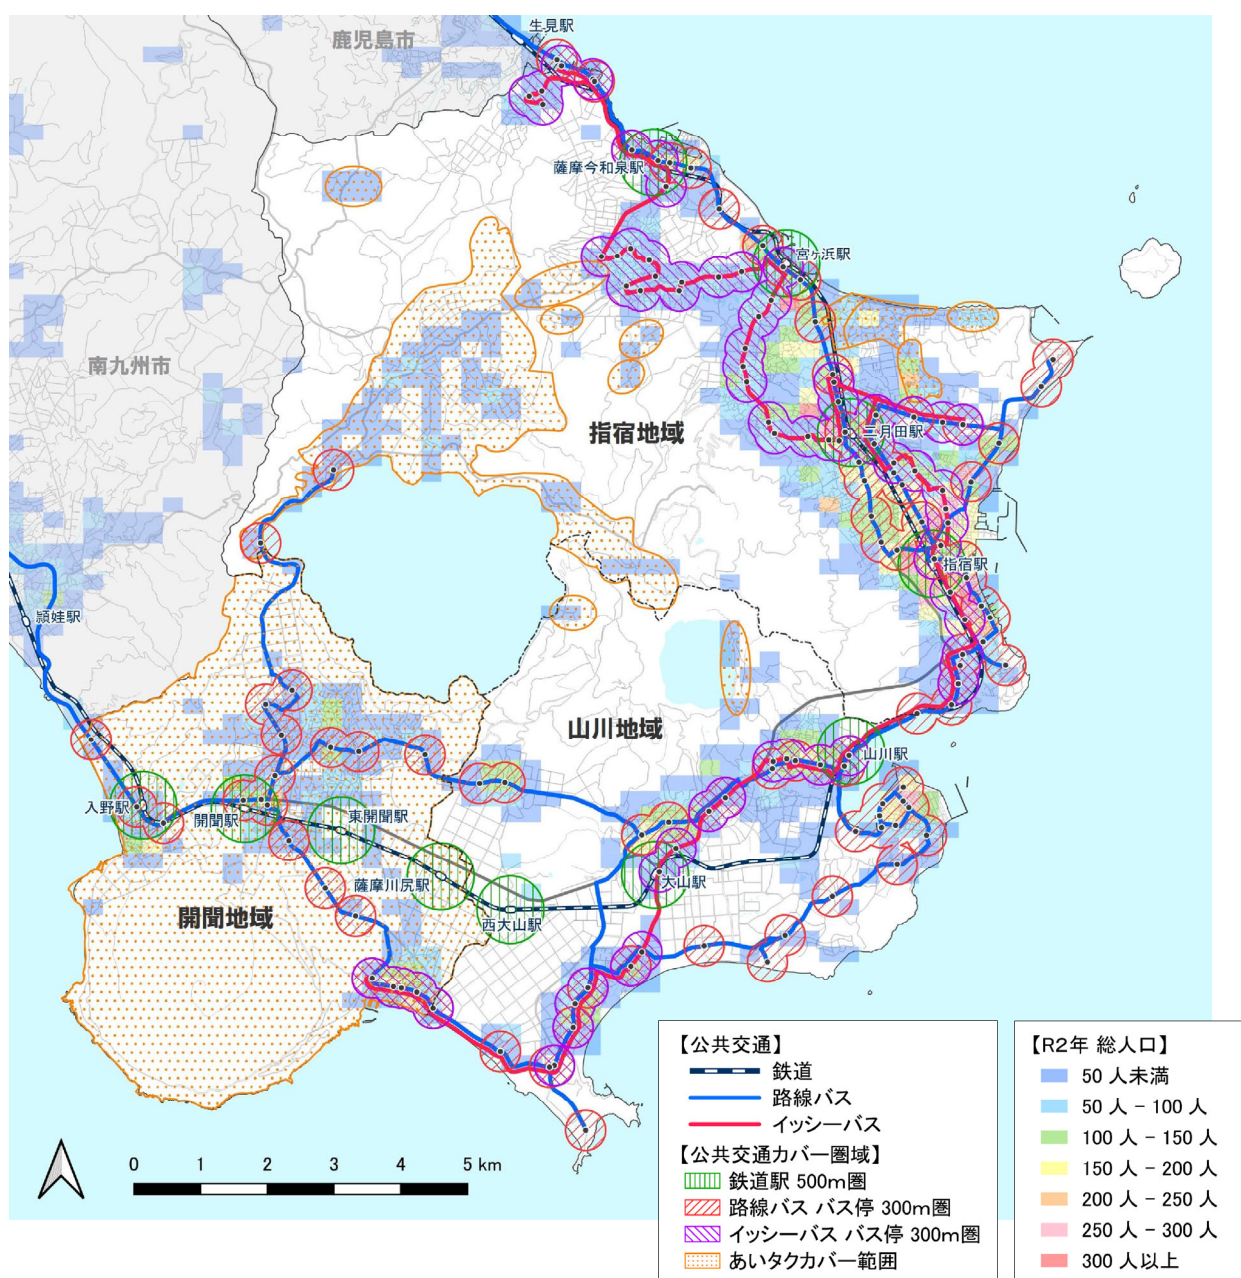 生見駅
鹿児島市
薩摩今和泉駅
宮ヶ浜駅
南九州市
指宿地域
二月田駅
指宿駅
頴娃駅
山川地域
山川駅
入野駅
開聞駅
東開聞駅
薩摩川尻駅
大山駅
西大山駅
開聞地域
0 1 2 3 4 5 km
【公共交通】
鉄道
路線バス
イッシーバス
【公共交通カバー圏域】
鉄道駅 500m圏
路線バス バス停 300m圏
イッシーバス バス停 300m圏
あいタクカバー範囲
【R2年 総人口】
50 人未満
50 人 - 100 人
100 人 - 150 人
150 人 - 200 人
200 人 - 250 人
250 人 - 300 人
300 人以上